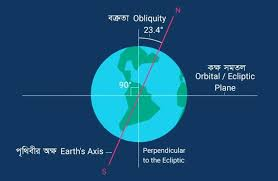 বক্রতা Obliquity
23.4°
N
কক্ষ সমতল
Orbital / Ecliptic
Plane
90°
পৃথিবীর অক্ষ Earth's Axis
Perpendicular
to the Ecliptic
S